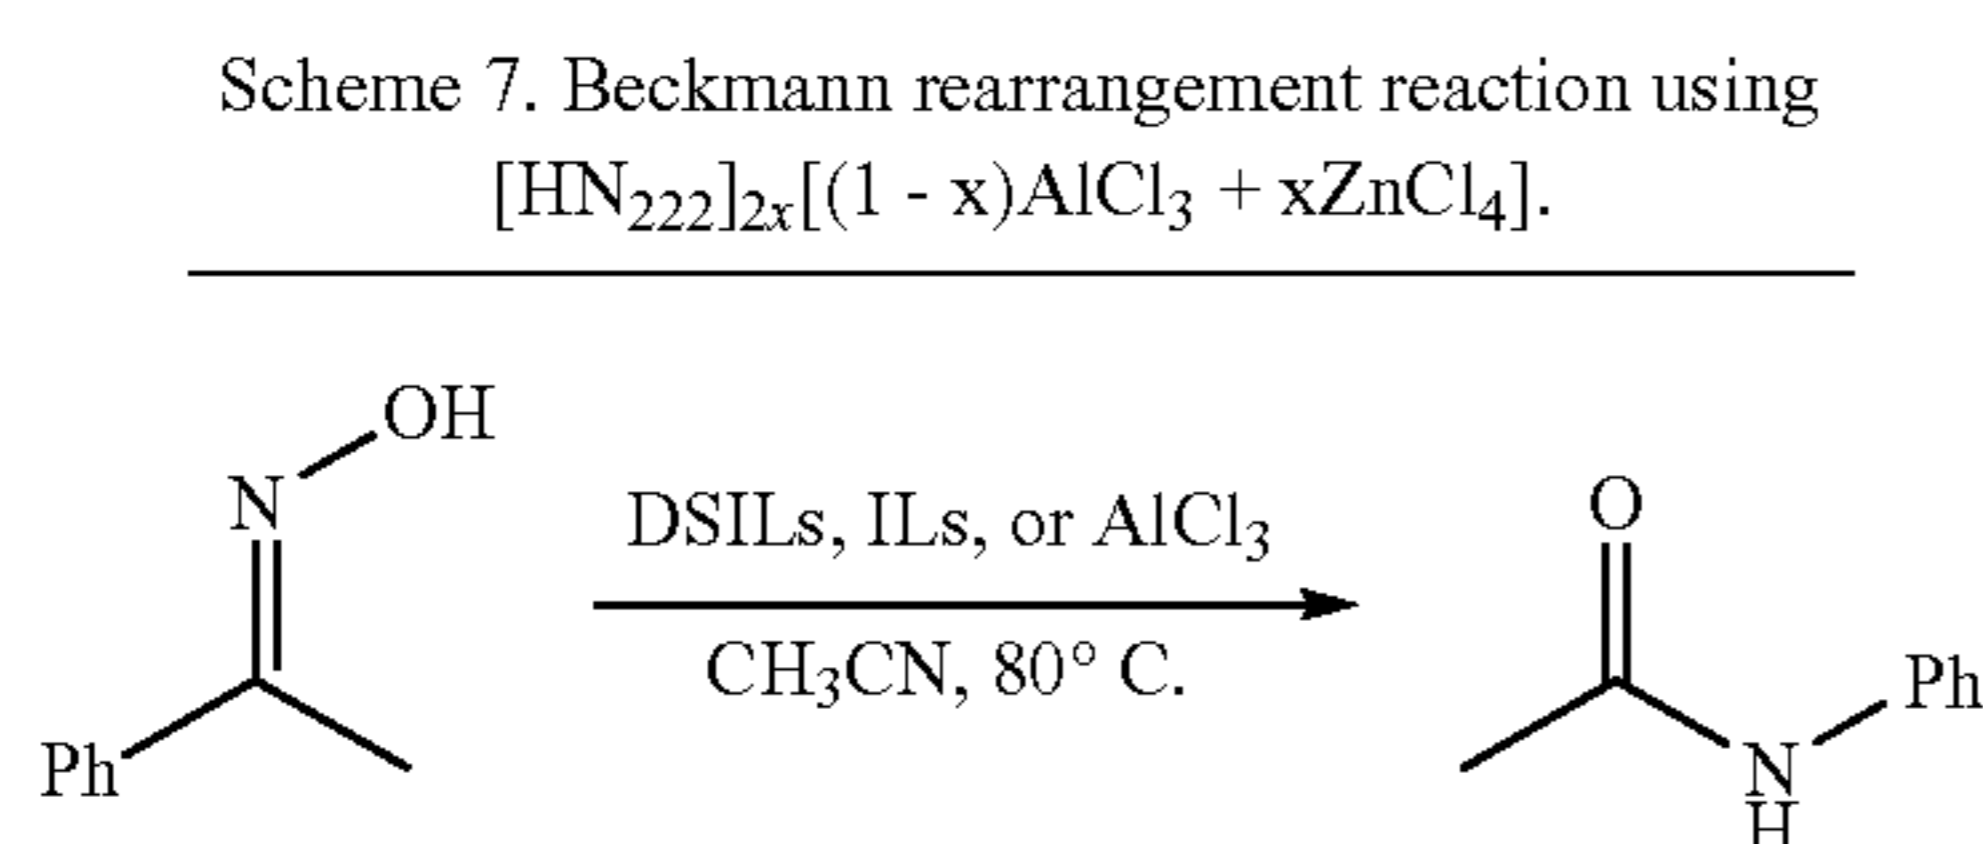 Scheme 7. Beckmann rearrangement reaction using
[HN222]2x[(1 - x)AlCl3 + xZnCl4].
OH
N
Ph
DSILs, ILs, or AlCl3
CH3CN, 80° C.
O
Ph
N
H